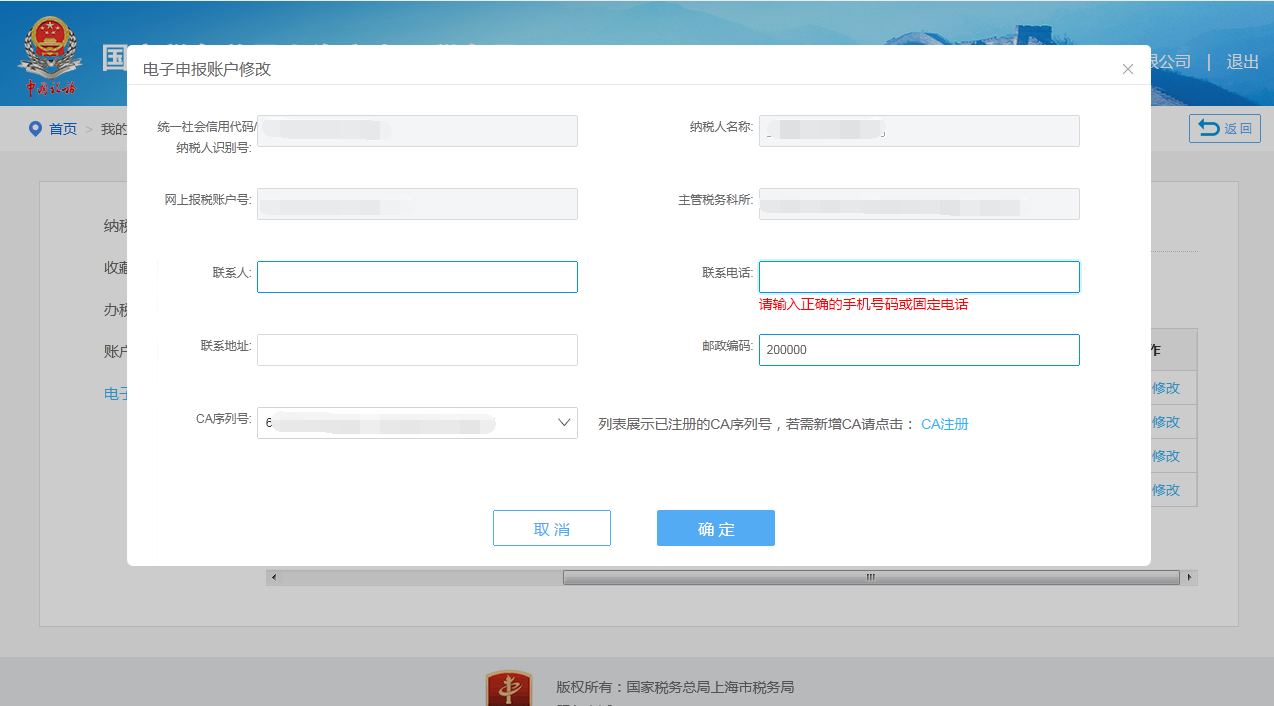 中国税务
国
电子申报账户修改
限公司 | 退出
首页 > 我的
返回
统一社会信用代码/
纳税人识别号:
纳税人名称:
网上报税账户号:
主管税务科所:
联系人:
联系电话:
请输入正确的手机号码或固定电话
联系地址:
邮政编码: 200000
CA序列号: 6
列表展示已注册的CA序列号，若需新增CA请点击： CA注册
取 消
确 定
纳税
收藏
办税
账户
电子
作
修改
修改
修改
修改
版权所有：国家税务总局上海市税务局